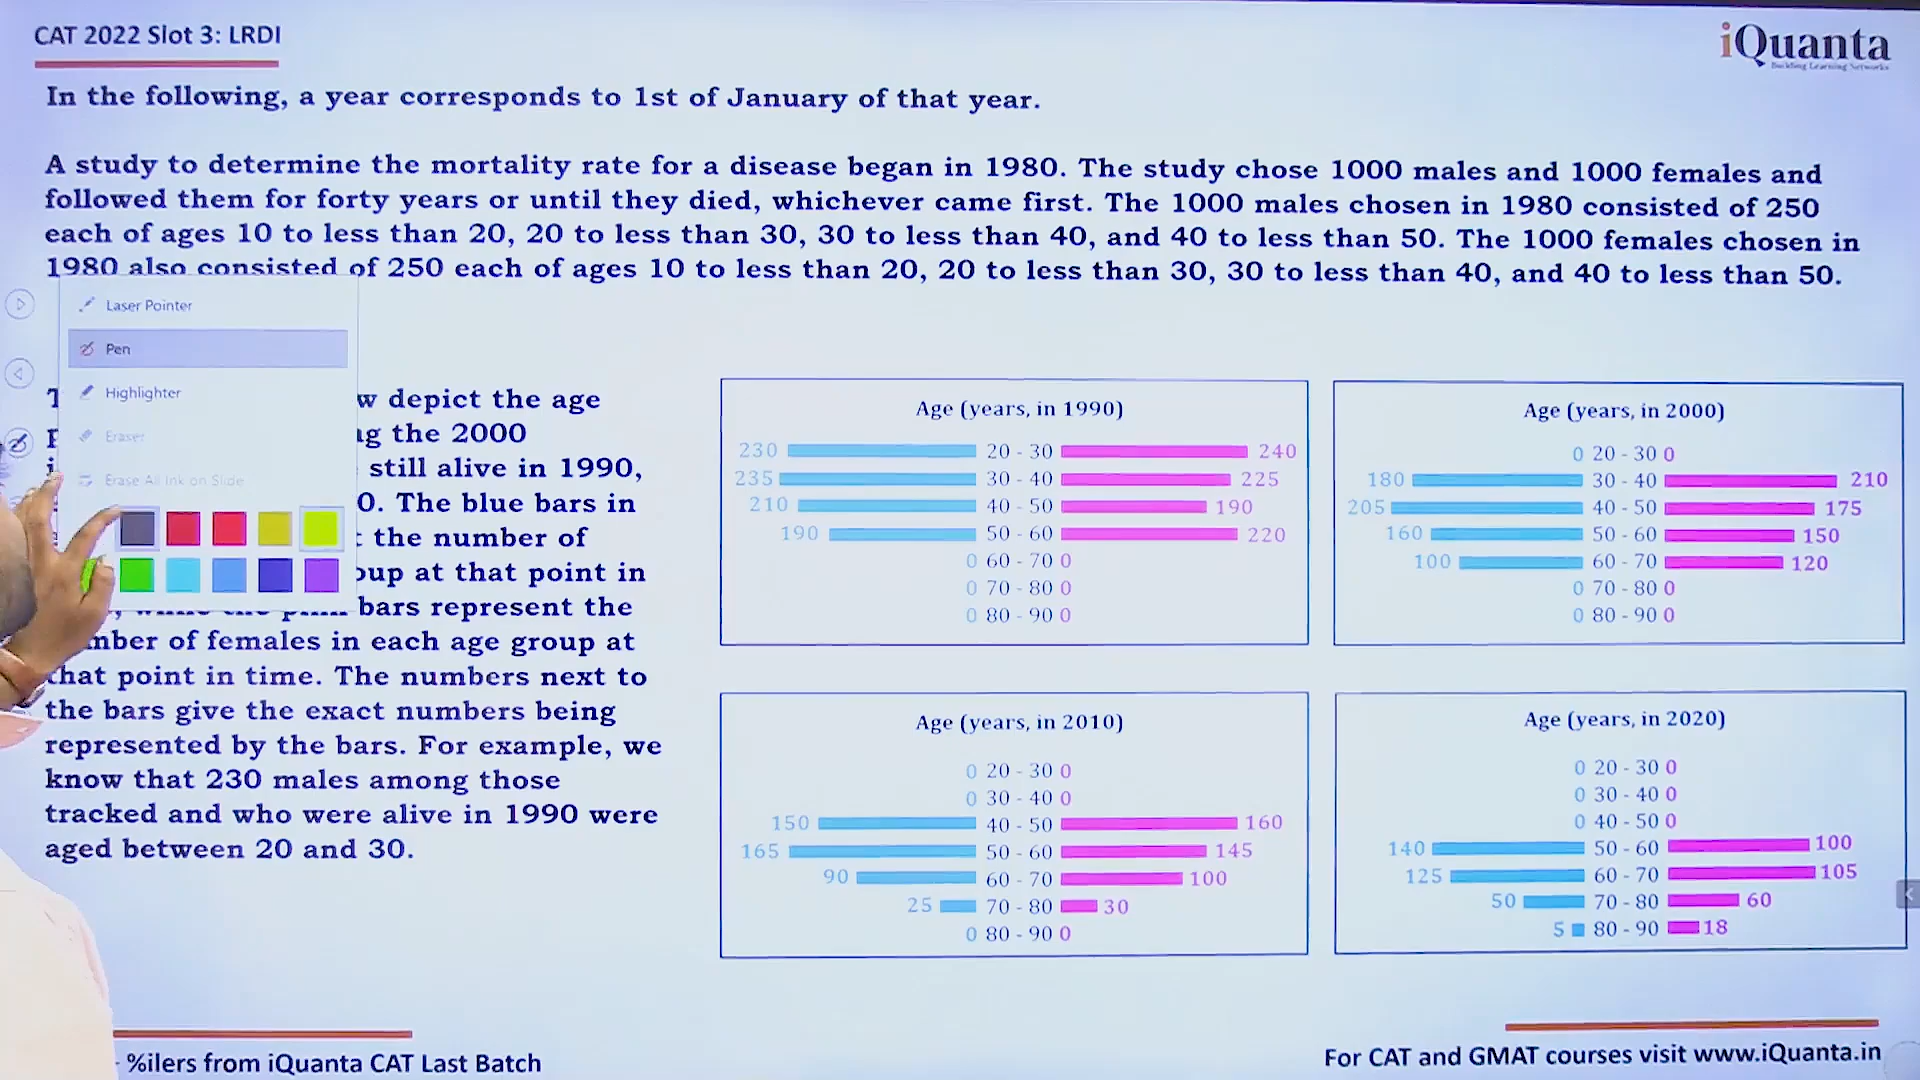 CAT 2022 Slot 3: LRDI
iQuanta
In the following, a year corresponds to 1st of January of that year.
A study to determine the mortality rate for a disease began in 1980. The study chose 1000 males and 1000 females and
followed them for forty years or until they died, whichever came first. The 1000 males chosen in 1980 consisted of 250
each of ages 10 to less than 20, 20 to less than 30, 30 to less than 40, and 40 to less than 50. The 1000 females chosen in
1980 also consisted of 250 each of ages 10 to less than 20, 20 to less than 30, 30 to less than 40, and 40 to less than 50.
Laser Pointer
Pen
Highlighter
Eraser
Erase All Ink on Slide
depict the age
the 2000
still alive in 1990,
The blue bars in
the number of
at that point in
bars represent the
of females in each age group at
that point in time. The numbers next to
the bars give the exact numbers being
represented by the bars. For example, we
know that 230 males among those
tracked and who were alive in 1990 were
aged between 20 and 30.
Age (years, in 1990)
230 20 - 30 240
235 30 - 40 225
210 40 - 50 190
190 50 - 60 220
0 60 - 70 0
0 70 - 80 0
0 80 - 90 0
Age (years, in 2000)
0 20 - 30 0
180 30 - 40 210
205 40 - 50 175
160 50 - 60 150
100 60 - 70 120
0 70 - 80 0
0 80 - 90 0
Age (years, in 2010)
0 20 - 30 0
0 30 - 40 0
150 40 - 50 160
165 50 - 60 145
90 60 - 70 100
25 70 - 80 30
0 80 - 90 0
Age (years, in 2020)
0 20 - 30 0
0 30 - 40 0
0 40 - 50 0
140 50 - 60 100
125 60 - 70 105
50 70 - 80 60
5 80 - 90 18
%ilers from iQuanta CAT Last Batch
For CAT and GMAT courses visit www.iQuanta.in